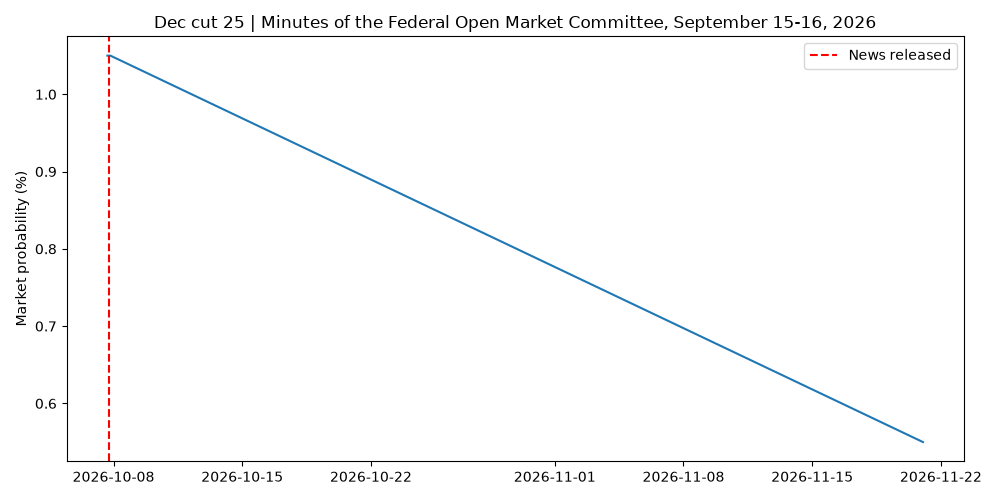 Dec cut 25 | Minutes of the Federal Open Market Committee, September 15-16, 2026
News released
Market probability (%)
1.0
0.9
0.8
0.7
0.6
2026-10-08 2026-10-15 2026-10-22 2026-11-01 2026-11-08 2026-11-15 2026-11-22